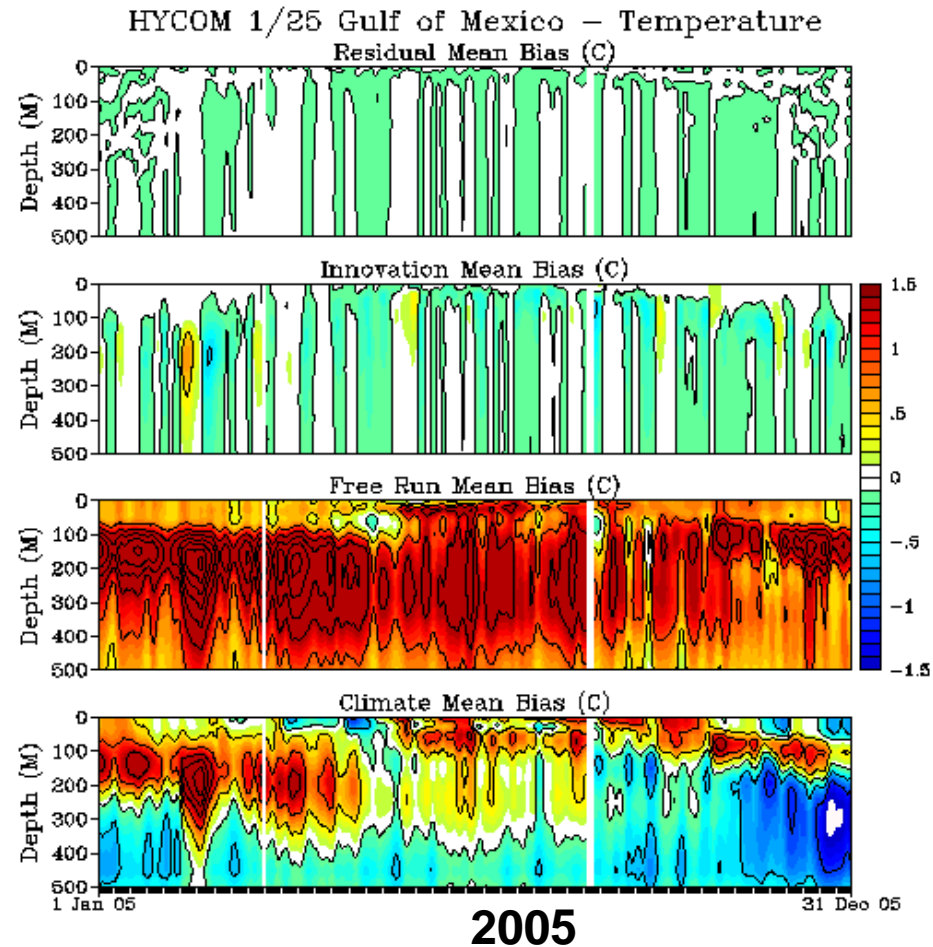 HYCOM 1/25 Gulf of Mexico − Temperature
Residual Mean Bias (C)
Depth (M)
0
100
200
300
400
500
Innovation Mean Bias (C)
Depth (M)
0
100
200
300
400
500
1.5
1
.5
0
-.5
-1
-1.5
Free Run Mean Bias (C)
Depth (M)
0
100
200
300
400
500
Climate Mean Bias (C)
Depth (M)
0
100
200
300
400
500
1 Jan 05
31 Dec 05
2005